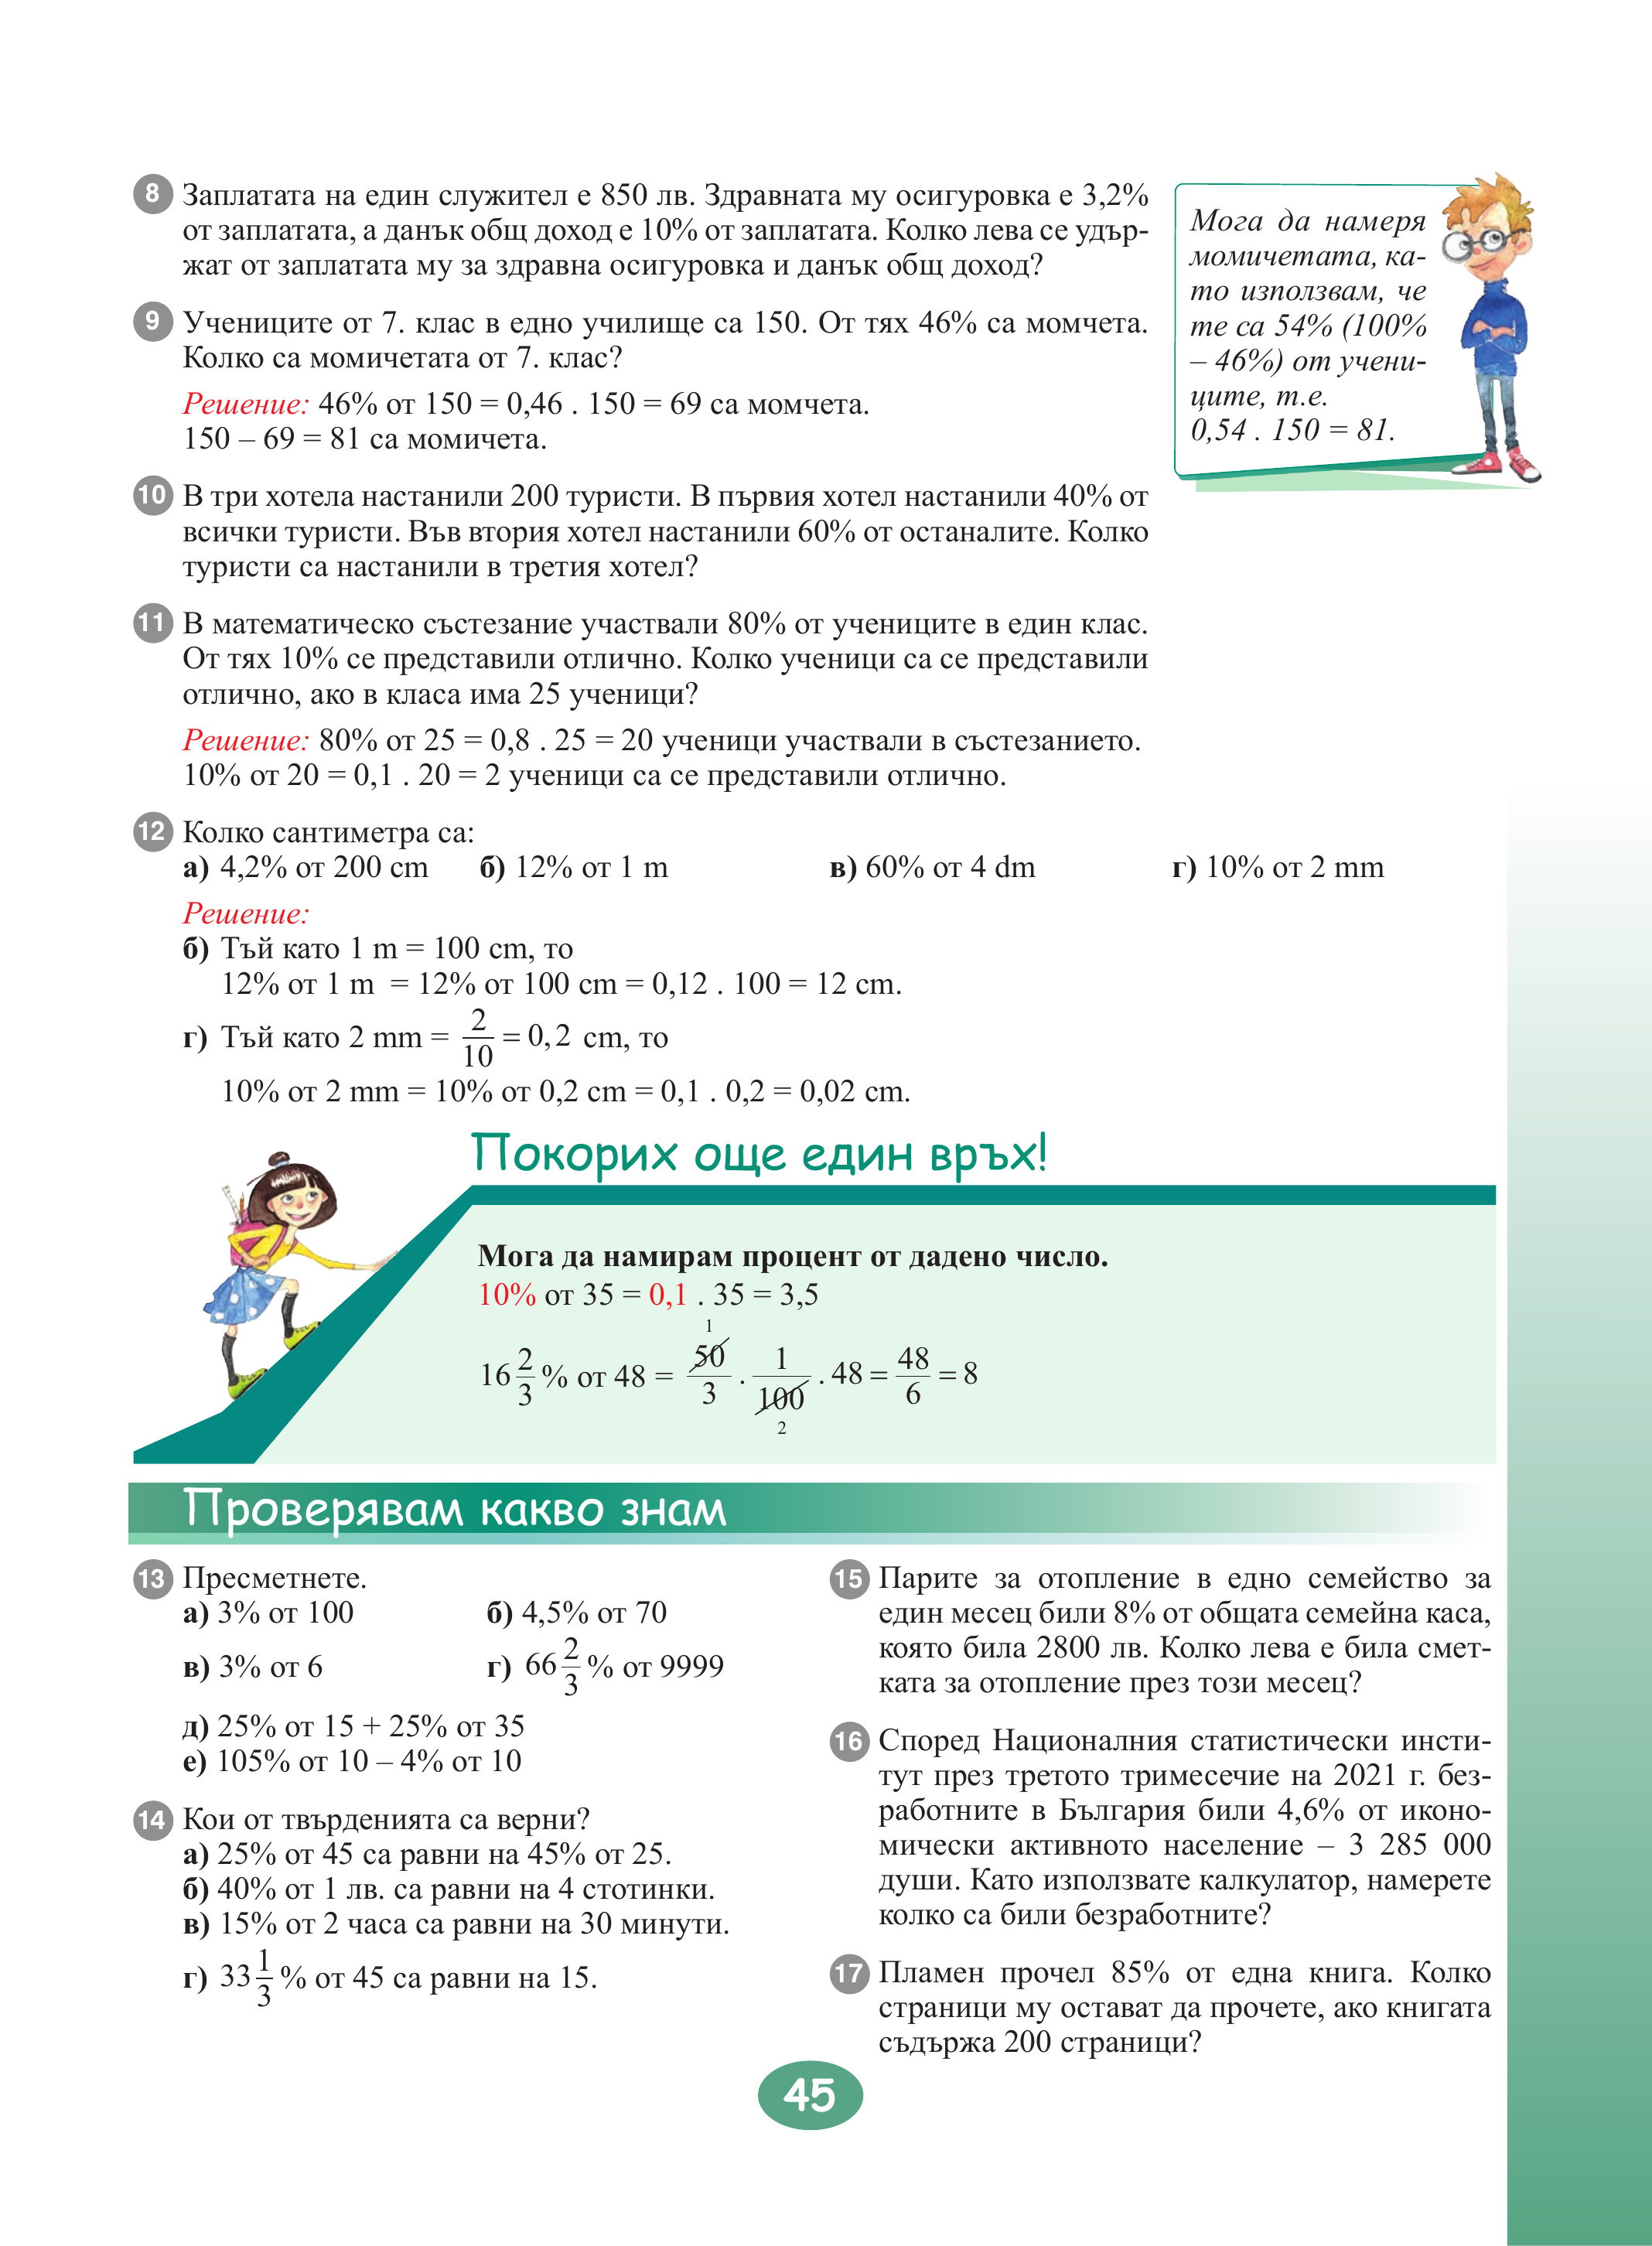 8 Заплатата на един служител е 850 лв. Здравната му осигуровка е 3,2%
от заплатата, а данък общ доход е 10% от заплатата. Колко лева се удър-
жат от заплатата му за здравна осигуровка и данък общ доход?
Мога да намеря
момичетата, ка-
то използвам, че
те са 54% (100%
– 46%) от учени-
ците, т.е.
0,54 . 150 = 81.
9 Учениците от 7. клас в едно училище са 150. От тях 46% са момчета.
Колко са момичетата от 7. клас?
Решение: 46% от 150 = 0,46 . 150 = 69 са момчета.
150 – 69 = 81 са момичета.
10 В три хотела настанили 200 туристи. В първия хотел настанили 40% от
всички туристи. Във втория хотел настанили 60% от останалите. Колко
туристи са настанили в третия хотел?
11 В математическо състезание участвали 80% от учениците в един клас.
От тях 10% се представили отлично. Колко ученици са се представили
отлично, ако в класа има 25 ученици?
Решение: 80% от 25 = 0,8 . 25 = 20 ученици участвали в състезанието.
10% от 20 = 0,1 . 20 = 2 ученици са се представили отлично.
12 Колко сантиметра са:
а) 4,2% от 200 cm б) 12% от 1 m в) 60% от 4 dm г) 10% от 2 mm
Решение:
б) Тъй като 1 m = 100 cm, то
12% от 1 m = 12% от 100 cm = 0,12 . 100 = 12 cm.
г) Тъй като 2 mm = 2/10 = 0,2 cm, то
10% от 2 mm = 10% от 0,2 cm = 0,1 . 0,2 = 0,02 cm.
Покорих още един връх!
Мога да намирам процент от дадено число.
10% от 35 = 0,1 . 35 = 3,5
1
16 2/3 % от 48 = 50/3 . 1/100 . 48 = 48/6 = 8
2
Проверявам какво знам
13 Пресметнете.
а) 3% от 100 б) 4,5% от 70
в) 3% от 6 г) 66 2/3 % от 9999
д) 25% от 15 + 25% от 35
е) 105% от 10 – 4% от 10
14 Кои от твърденията са верни?
а) 25% от 45 са равни на 45% от 25.
б) 40% от 1 лв. са равни на 4 стотинки.
в) 15% от 2 часа са равни на 30 минути.
г) 33 1/3 % от 45 са равни на 15.
15 Парите за отопление в едно семейство за
един месец били 8% от общата семейна каса,
която била 2800 лв. Колко лева е била смет-
ката за отопление през този месец?
16 Според Националния статистически инсти-
тут през третото тримесечие на 2021 г. без-
работните в България били 4,6% от иконо-
мически активното население – 3 285 000
души. Като използвате калкулатор, намерете
колко са били безработните?
17 Пламен прочел 85% от една книга. Колко
страници му остават да прочете, ако книгата
съдържа 200 страници?
45